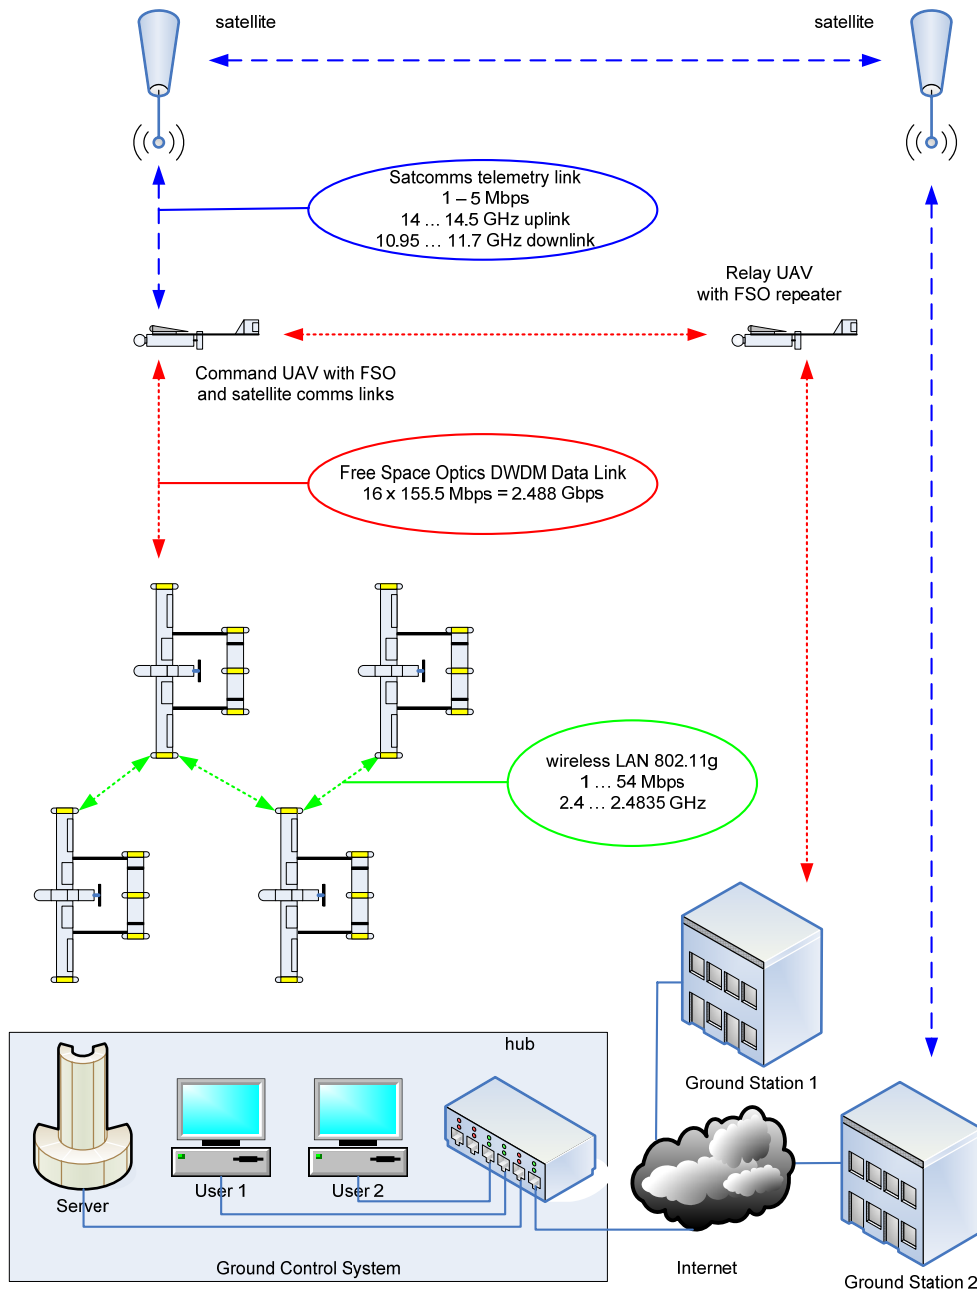 satellite
satellite
Satcomms telemetry link
1 – 5 Mbps
14 ... 14.5 GHz uplink
10.95 ... 11.7 GHz downlink
Relay UAV
with FSO repeater
Command UAV with FSO
and satellite comms links
Free Space Optics DWDM Data Link
16 x 155.5 Mbps = 2.488 Gbps
wireless LAN 802.11g
1 ... 54 Mbps
2.4 ... 2.4835 GHz
hub
Ground Station 1
Server
User 1
User 2
Ground Control System
Internet
Ground Station 2